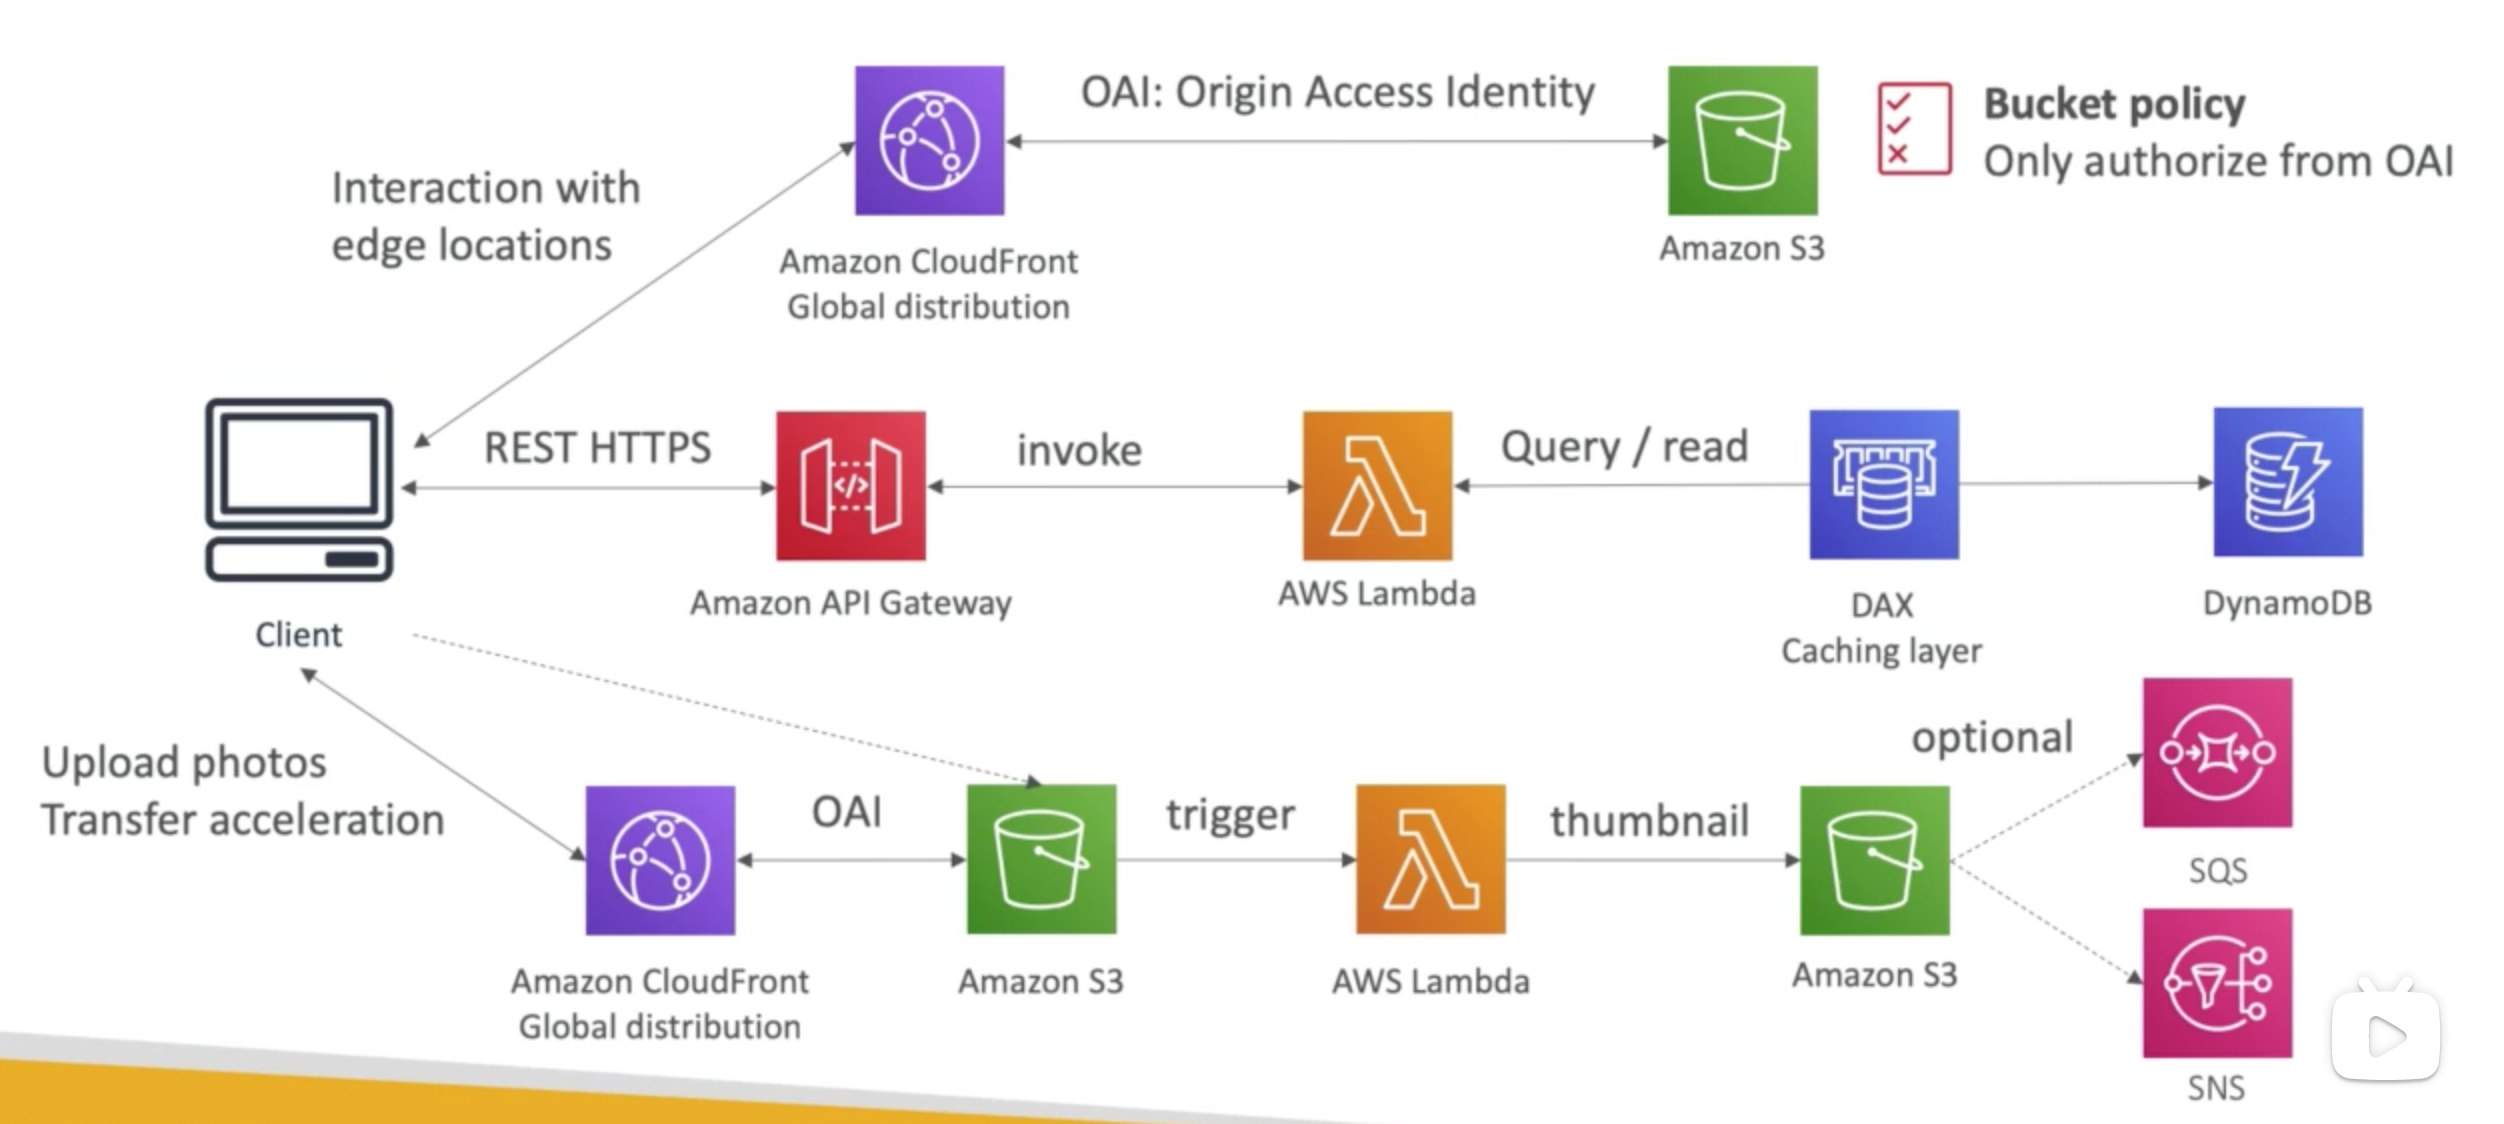 OAI: Origin Access Identity
Bucket policy
Only authorize from OAI
Interaction with
edge locations
Amazon CloudFront
Global distribution
Amazon S3
REST HTTPS
invoke
Query / read
Amazon API Gateway
AWS Lambda
DAX
Caching layer
DynamoDB
Client
Upload photos
Transfer acceleration
OAI
trigger
thumbnail
optional
SQS
Amazon CloudFront
Global distribution
Amazon S3
AWS Lambda
Amazon S3
SNS